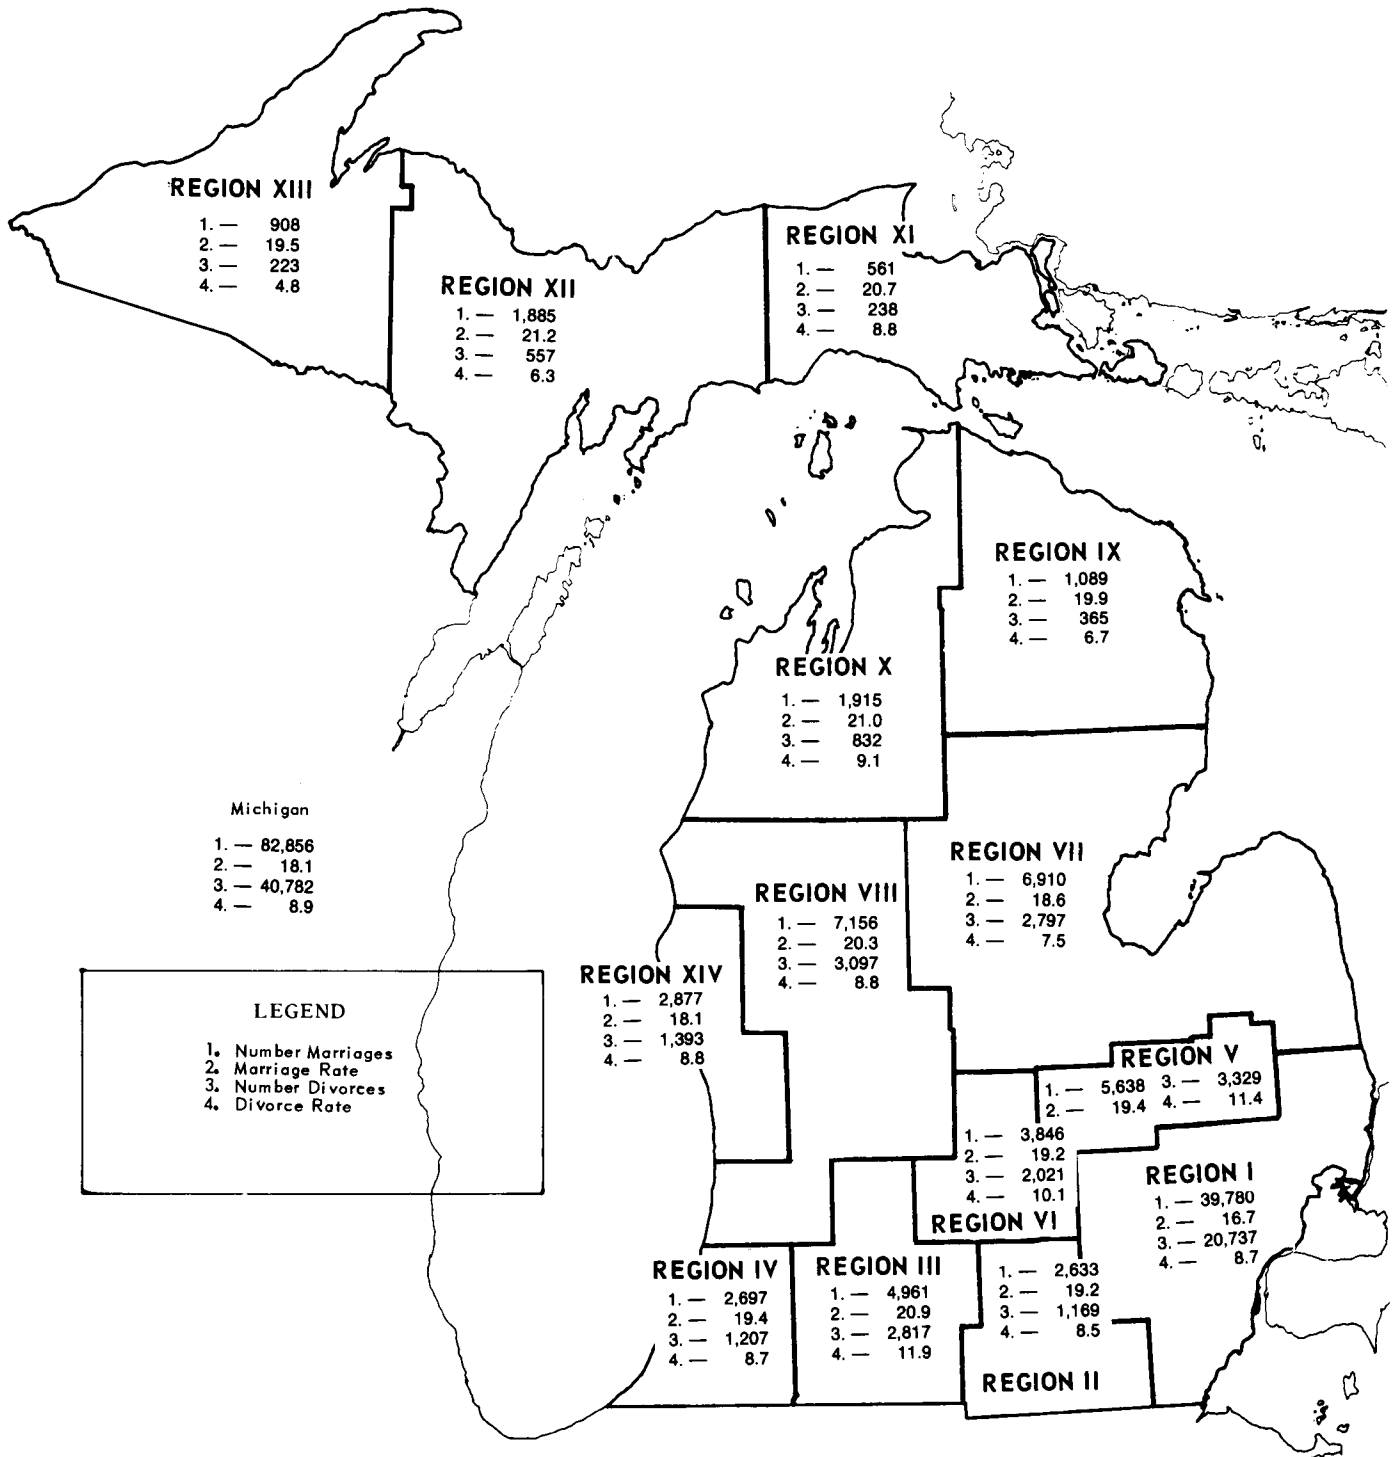 REGION XIII
1. — 908
2. — 19.5
3. — 223
4. — 4.8
REGION XII
1. — 1,885
2. — 21.2
3. — 557
4. — 6.3
REGION XI
1. — 561
2. — 20.7
3. — 238
4. — 8.8
REGION IX
1. — 1,089
2. — 19.9
3. — 365
4. — 6.7
REGION X
1. — 1,915
2. — 21.0
3. — 832
4. — 9.1
Michigan
1. — 82,856
2. — 18.1
3. — 40,782
4. — 8.9
REGION VII
1. — 6,910
2. — 18.6
3. — 2,797
4. — 7.5
REGION VIII
1. — 7,156
2. — 20.3
3. — 3,097
4. — 8.8
REGION XIV
1. — 2,877
2. — 18.1
3. — 1,393
4. — 8.8
LEGEND
1. Number Marriages
2. Marriage Rate
3. Number Divorces
4. Divorce Rate
REGION V
1. — 5,638 3. — 3,329
2. — 19.4 4. — 11.4
1. — 3,846
2. — 19.2
3. — 2,021
4. — 10.1
REGION VI
REGION I
1. — 39,780
2. — 16.7
3. — 20,737
4. — 8.7
REGION IV
1. — 2,697
2. — 19.4
3. — 1,207
4. — 8.7
REGION III
1. — 4,961
2. — 20.9
3. — 2,817
4. — 11.9
1. — 2,633
2. — 19.2
3. — 1,169
4. — 8.5
REGION II